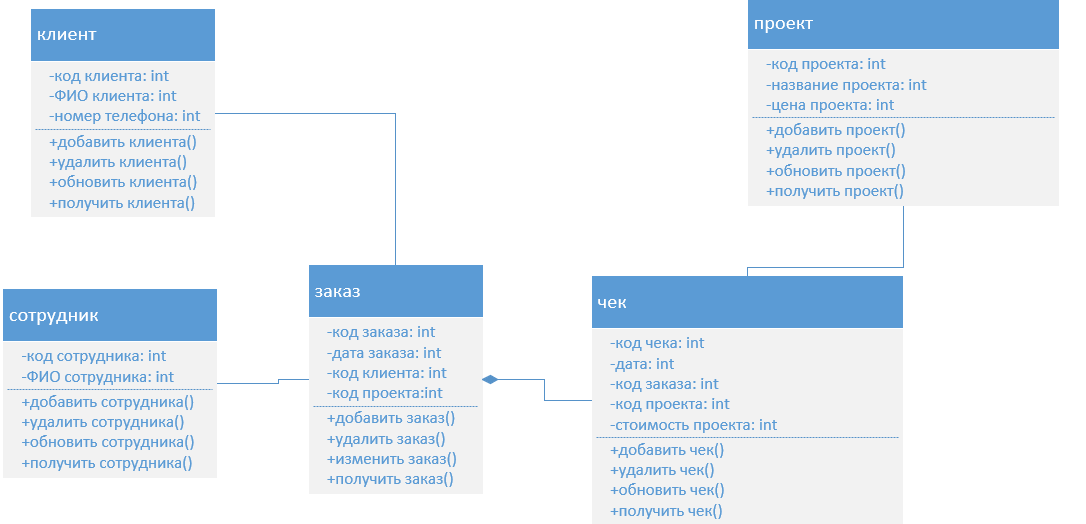 клиент
-код клиента: int
-ФИО клиента: int
-номер телефона: int
+добавить клиента()
+удалить клиента()
+обновить клиента()
+получить клиента()
проект
-код проекта: int
-название проекта: int
-цена проекта: int
+добавить проект()
+удалить проект()
+обновить проект()
+получить проект()
сотрудник
-код сотрудника: int
-ФИО сотрудника: int
+добавить сотрудника()
+удалить сотрудника()
+обновить сотрудника()
+получить сотрудника()
заказ
-код заказа: int
-дата заказа: int
-код клиента: int
-код проекта:int
+добавить заказ()
+удалить заказ()
+изменить заказ()
+получить заказ()
чек
-код чека: int
-дата: int
-код заказа: int
-код проекта: int
-стоимость проекта: int
+добавить чек()
+удалить чек()
+обновить чек()
+получить чек()